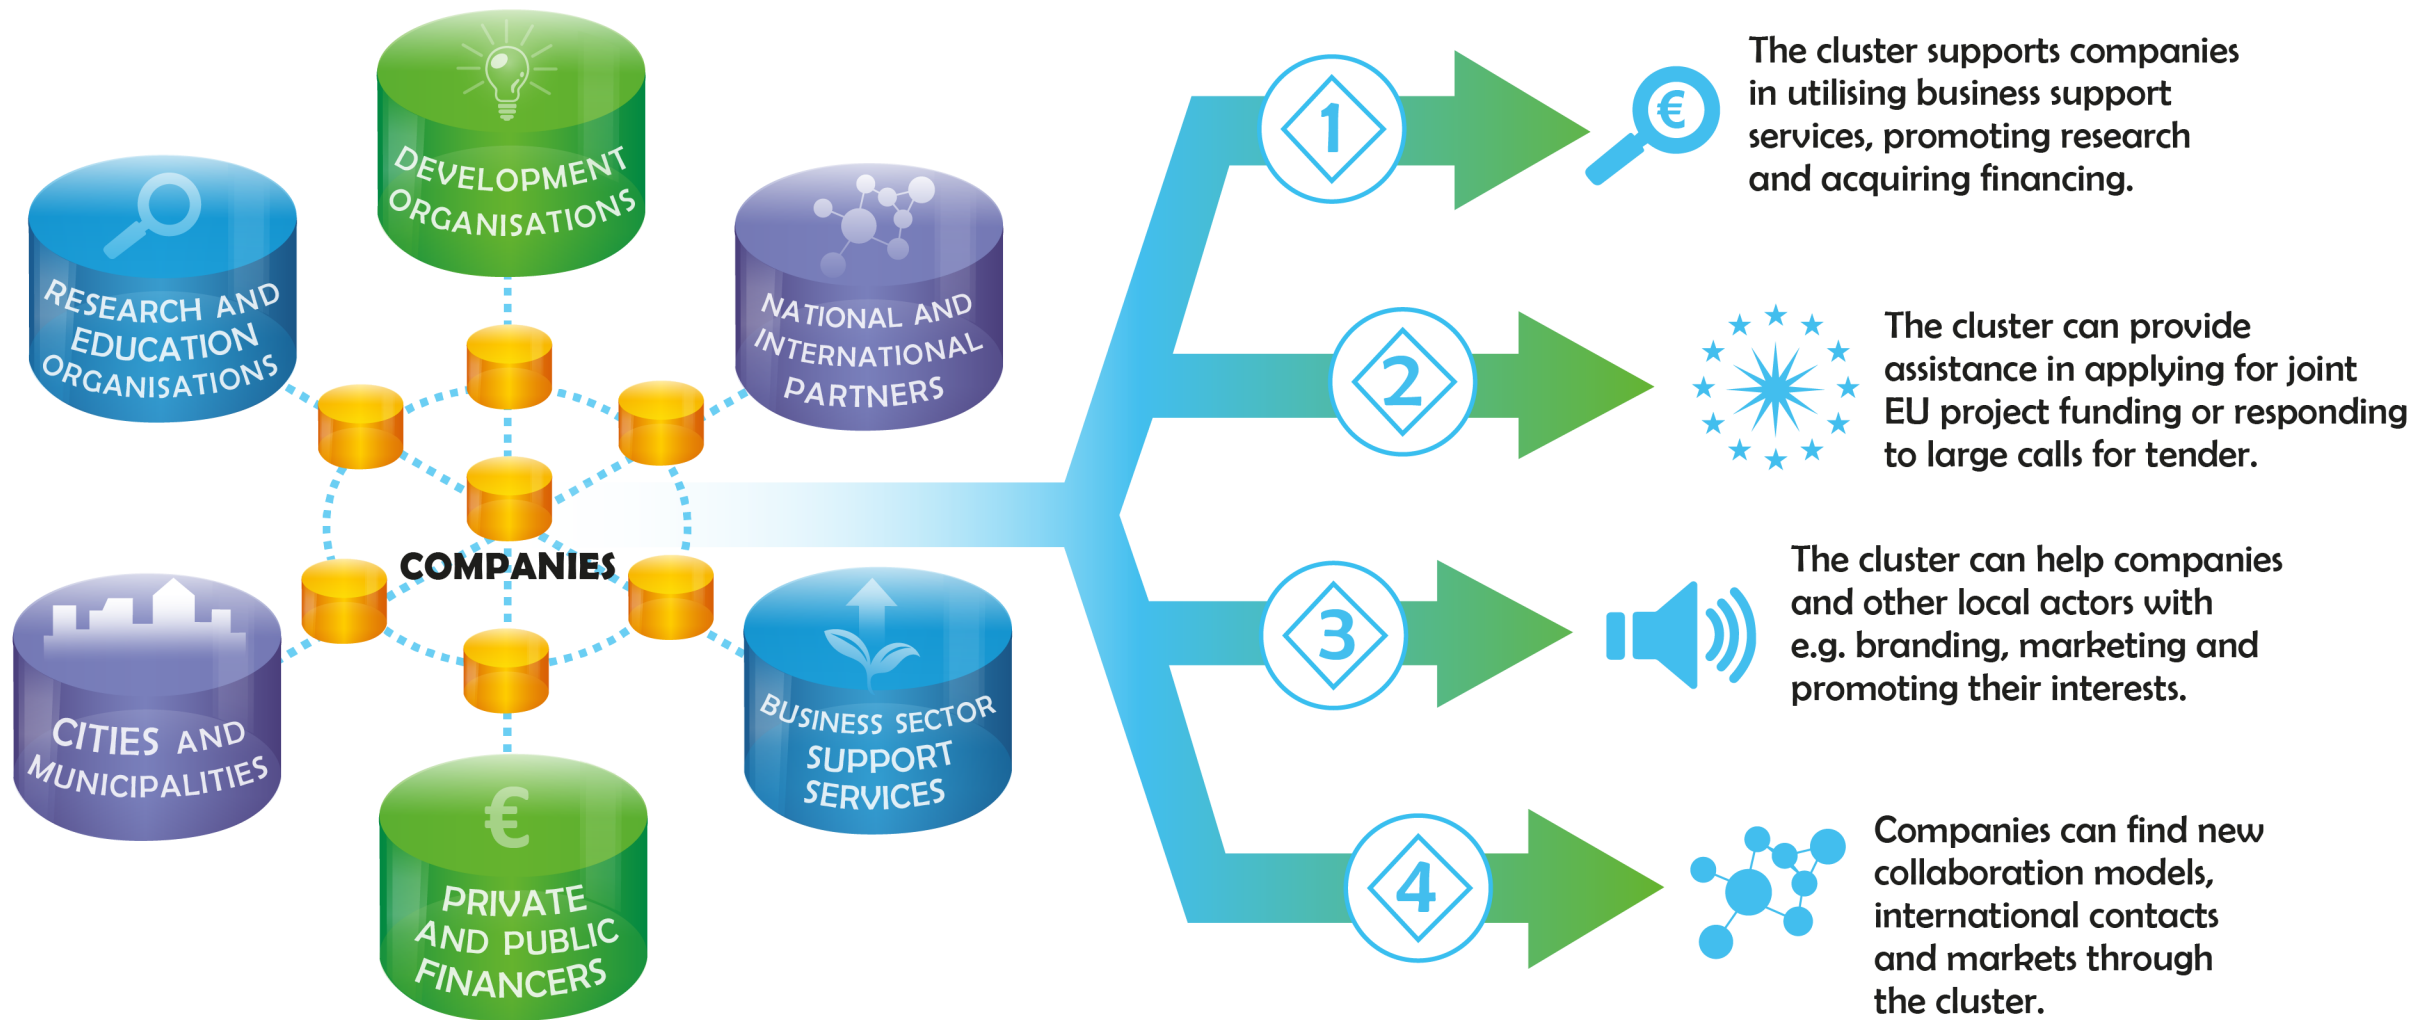 DEVELOPMENT
ORGANISATIONS
RESEARCH AND
EDUCATION
ORGANISATIONS
NATIONAL AND
INTERNATIONAL
PARTNERS
COMPANIES
CITIES AND
MUNICIPALITIES
BUSINESS SECTOR
SUPPORT
SERVICES
€
PRIVATE
AND PUBLIC
FINANCERS
1
€
The cluster supports companies
in utilising business support
services, promoting research
and acquiring financing.
2
The cluster can provide
assistance in applying for joint
EU project funding or responding
to large calls for tender.
3
The cluster can help companies
and other local actors with
e.g. branding, marketing and
promoting their interests.
4
Companies can find new
collaboration models,
international contacts
and markets through
the cluster.